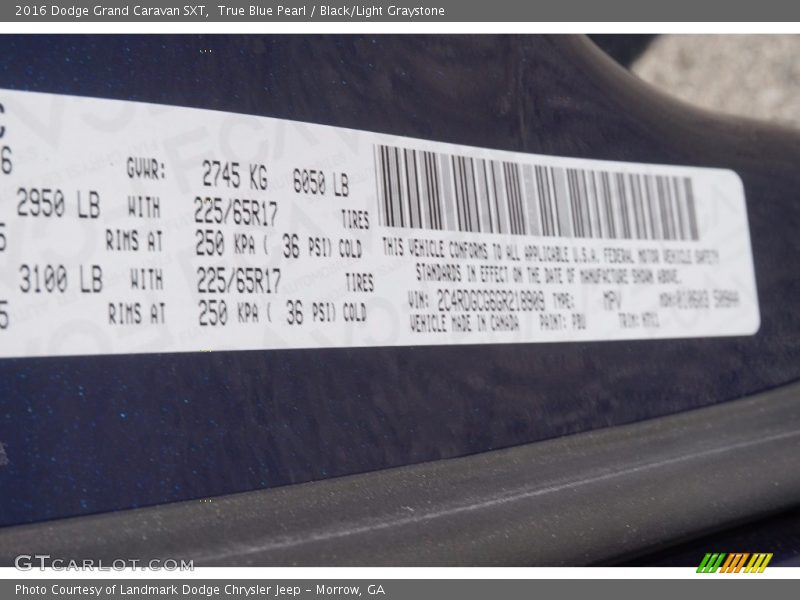 2016 Dodge Grand Caravan SXT, True Blue Pearl / Black/Light Graystone
GVWR: 2745 KG 6050 LB
2950 LB WITH 225/65R17 TIRES
RIMS AT 250 KPA ( 36 PSI) COLD
3100 LB WITH 225/65R17 TIRES
RIMS AT 250 KPA ( 36 PSI) COLD
THIS VEHICLE CONFORMS TO ALL APPLICABLE U.S.A. FEDERAL MOTOR VEHICLE SAFETY
STANDARDS IN EFFECT ON THE DATE OF MANUFACTURE SHOWN ABOVE.
VIN: TYPE: MPV MDH:
VEHICLE MADE IN CANADA PAINT: PBU TRIM:
GTcarlot.com
Photo Courtesy of Landmark Dodge Chrysler Jeep – Morrow, GA